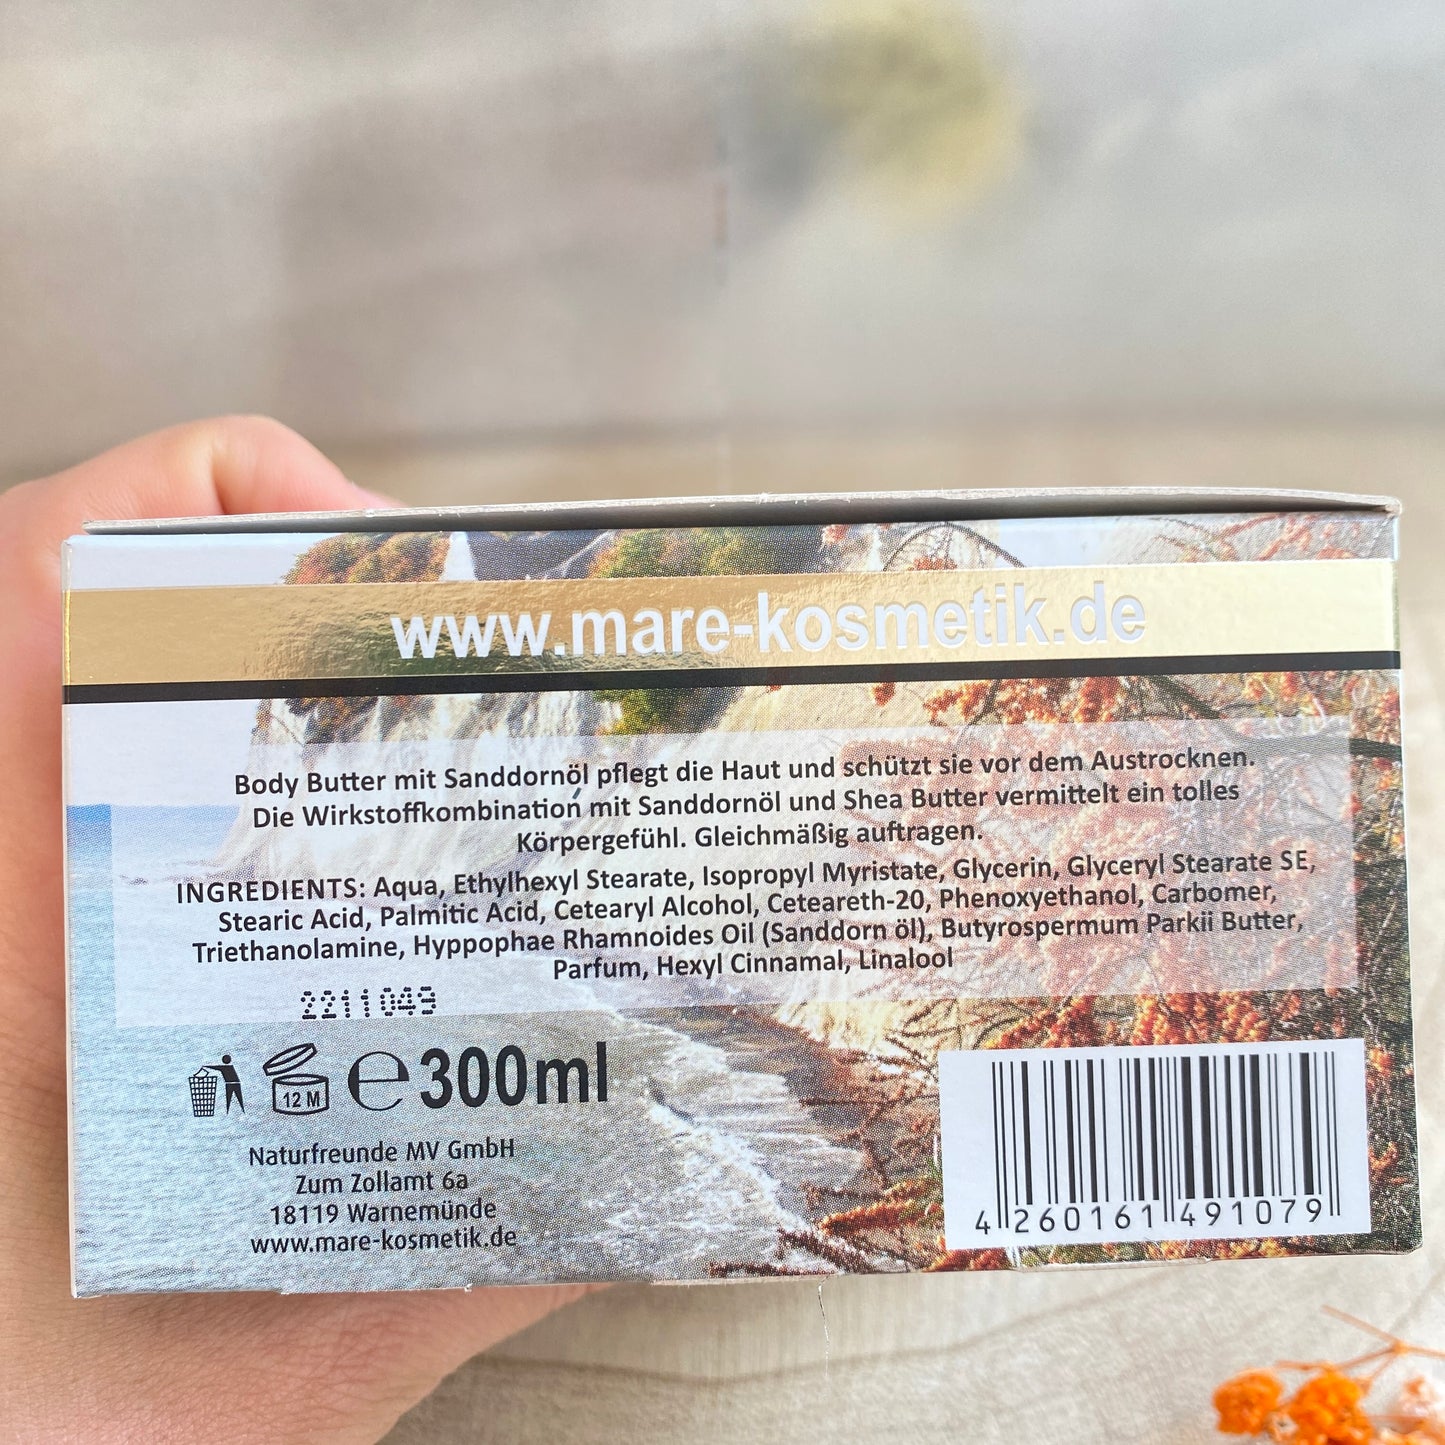 www.mare-kosmetik.de
Body Butter mit Sanddornöl pflegt die Haut und schützt sie vor dem Austrocknen.
Die Wirkstoffkombination mit Sanddornöl und Shea Butter vermittelt ein tolles
Körpergefühl. Gleichmäßig auftragen.
INGREDIENTS: Aqua, Ethylhexyl Stearate, Isopropyl Myristate, Glycerin, Glyceryl Stearate SE,
Stearic Acid, Palmitic Acid, Cetearyl Alcohol, Ceteareth-20, Phenoxyethanol, Carbomer,
Triethanolamine, Hyppophae Rhamnoides Oil (Sanddorn öl), Butyrospermum Parkii Butter,
Parfum, Hexyl Cinnamal, Linalool
2211049
12 M ℮ 300ml
Naturfreunde MV GmbH
Zum Zollamt 6a
18119 Warnemünde
www.mare-kosmetik.de
4 260161 491079